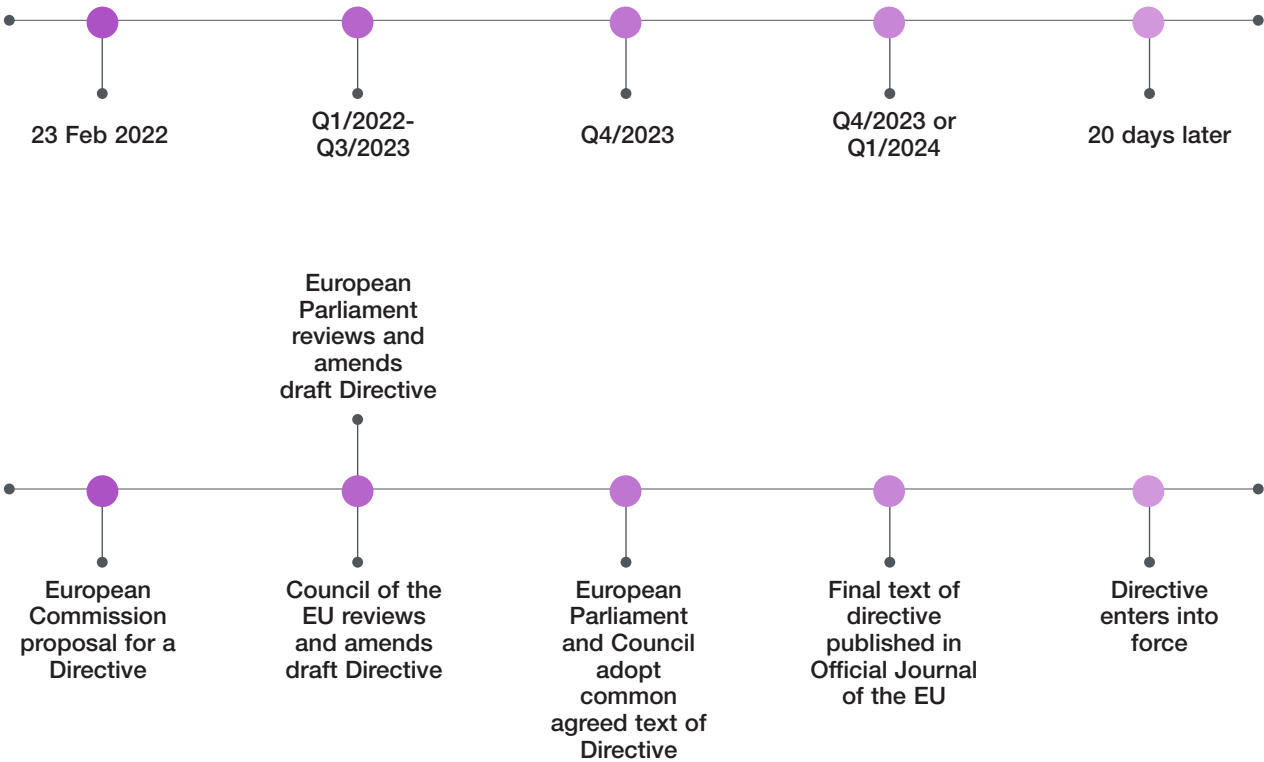 23 Feb 2022
Q1/2022-
Q3/2023
Q4/2023
Q4/2023 or
Q1/2024
20 days later
European
Parliament
reviews and
amends
draft Directive
European
Commission
proposal for a
Directive
Council of the
EU reviews
and amends
draft Directive
European
Parliament
and Council
adopt
common
agreed text of
Directive
Final text of
directive
published in
Official Journal
of the EU
Directive
enters into
force